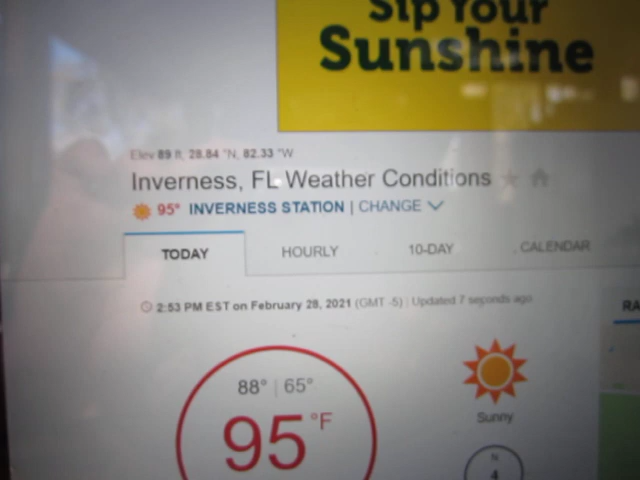 Sip Your
Sunshine
Elev 89 ft, 28.84 °N, 82.33 °W
Inverness, FL Weather Conditions
95° INVERNESS STATION | CHANGE
TODAY HOURLY 10-DAY CALENDAR
2:53 PM EST on February 28, 2021 (GMT -5) | Updated 7 seconds ago
RA
88° | 65°
95 °F
Sunny
N
4